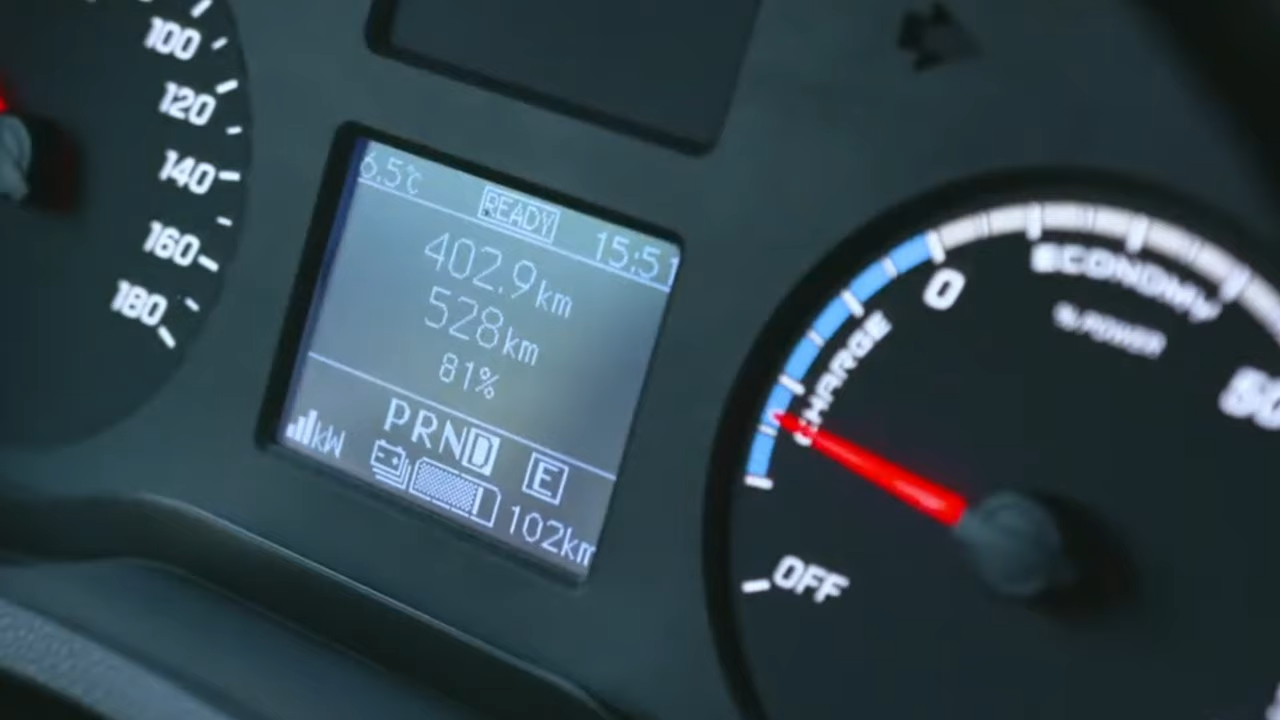 100
120
140
160
180
6.5°C
READY
15:51
402.9km
528km
81%
PRND
E
kW
102km
0
ECONOMY
% POWER
CHARGE
OFF